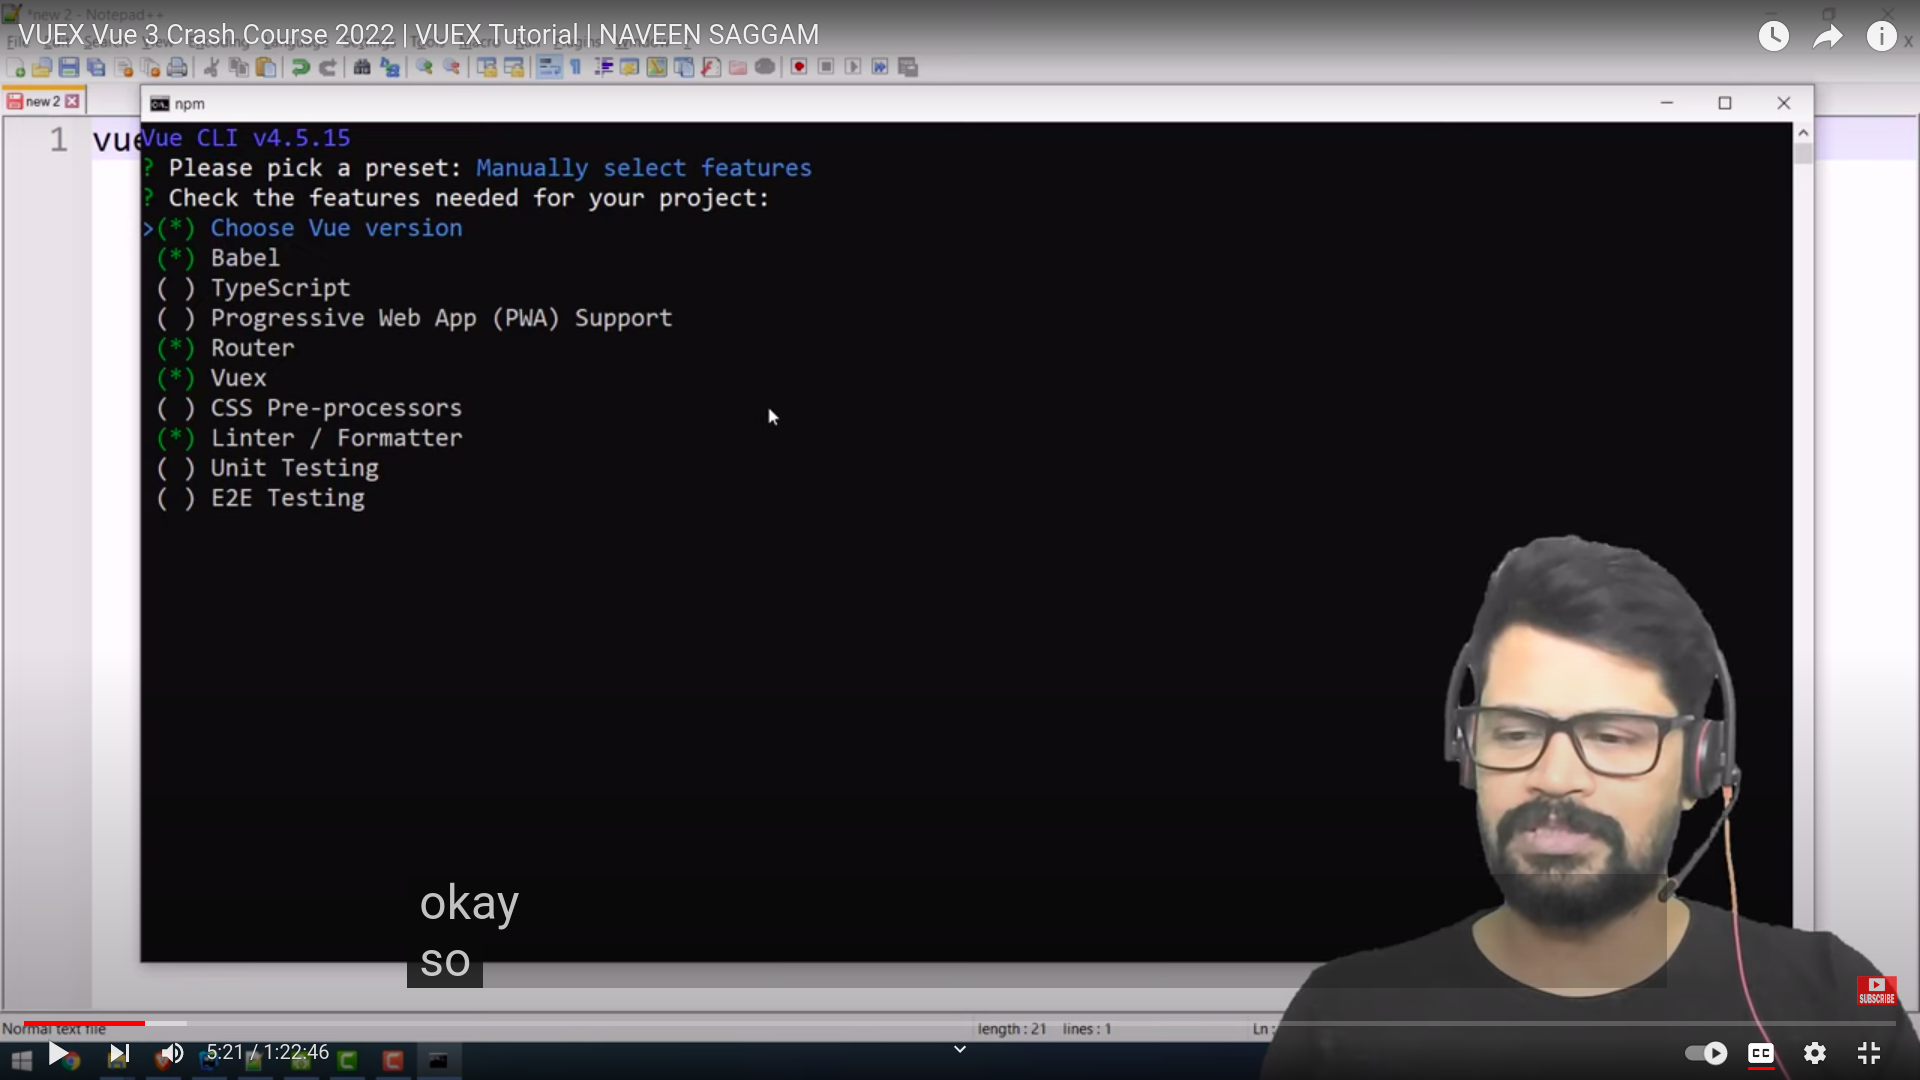 *new 2 - Notepad++
VUEX Vue 3 Crash Course 2022 | VUEX Tutorial | NAVEEN SAGGAM
new 2
npm
1 vue
Vue CLI v4.5.15
? Please pick a preset: Manually select features
? Check the features needed for your project:
>(*) Choose Vue version
(*) Babel
( ) TypeScript
( ) Progressive Web App (PWA) Support
(*) Router
(*) Vuex
( ) CSS Pre-processors
(*) Linter / Formatter
( ) Unit Testing
( ) E2E Testing
okay
so
SUBSCRIBE
Normal text file length : 21 lines : 1 Ln :
5:21 / 1:22:46
CC